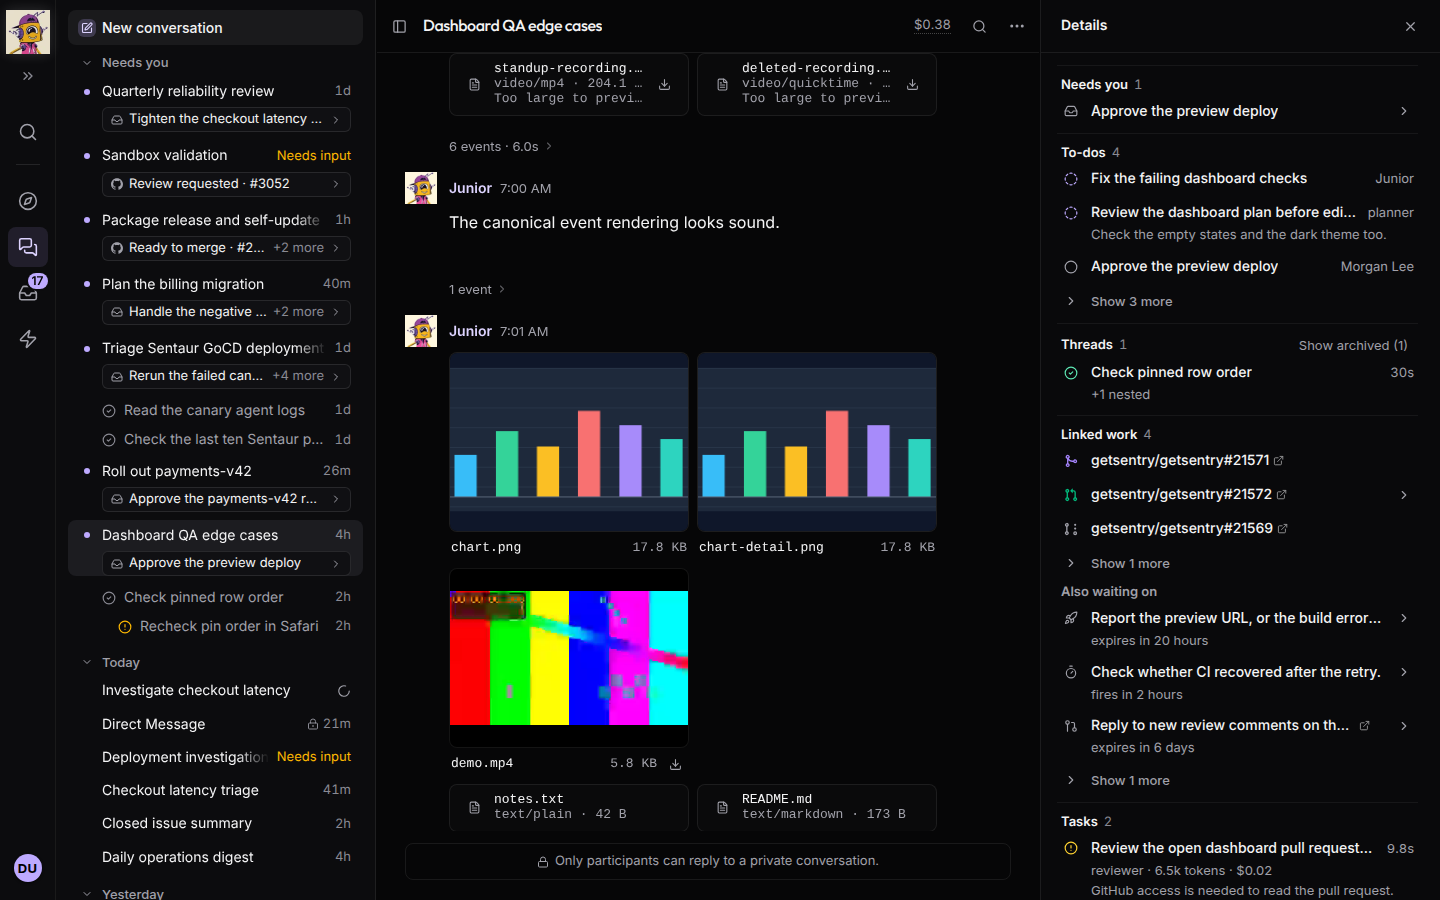 New conversation
Needs you
Quarterly reliability review 1d
Tighten the checkout latency ...
Sandbox validation Needs input
Review requested · #3052
Package release and self-update 1h
Ready to merge · #2... +2 more
Plan the billing migration 40m
Handle the negative ... +2 more
Triage Sentaur GoCD deployment 1d
Rerun the failed can... +4 more
Read the canary agent logs 1d
Check the last ten Sentaur p... 1d
Roll out payments-v42 26m
Approve the payments-v42 r...
Dashboard QA edge cases 4h
Approve the preview deploy
Check pinned row order 2h
Recheck pin order in Safari 2h
Today
Investigate checkout latency
Direct Message 21m
Deployment investigation Needs input
Checkout latency triage 41m
Closed issue summary 2h
Daily operations digest 4h
Yesterday
17
DU
Dashboard QA edge cases $0.38
standup-recording.…
video/mp4 · 204.1 …
Too large to previ…
deleted-recording.…
video/quicktime · …
Too large to previ…
6 events · 6.0s
Junior 7:00 AM
The canonical event rendering looks sound.
1 event
Junior 7:01 AM
chart.png 17.8 KB
chart-detail.png 17.8 KB
demo.mp4 5.8 KB
notes.txt
text/plain · 42 B
README.md
text/markdown · 173 B
Only participants can reply to a private conversation.
Details
Needs you 1
Approve the preview deploy
To-dos 4
Fix the failing dashboard checks Junior
Review the dashboard plan before edi... planner
Check the empty states and the dark theme too.
Approve the preview deploy Morgan Lee
Show 3 more
Threads 1 Show archived (1)
Check pinned row order 30s
+1 nested
Linked work 4
getsentry/getsentry#21571
getsentry/getsentry#21572
getsentry/getsentry#21569
Show 1 more
Also waiting on
Report the preview URL, or the build error...
expires in 20 hours
Check whether CI recovered after the retry.
fires in 2 hours
Reply to new review comments on th...
expires in 6 days
Show 1 more
Tasks 2
Review the open dashboard pull request... 9.8s
reviewer · 6.5k tokens · $0.02
GitHub access is needed to read the pull request.